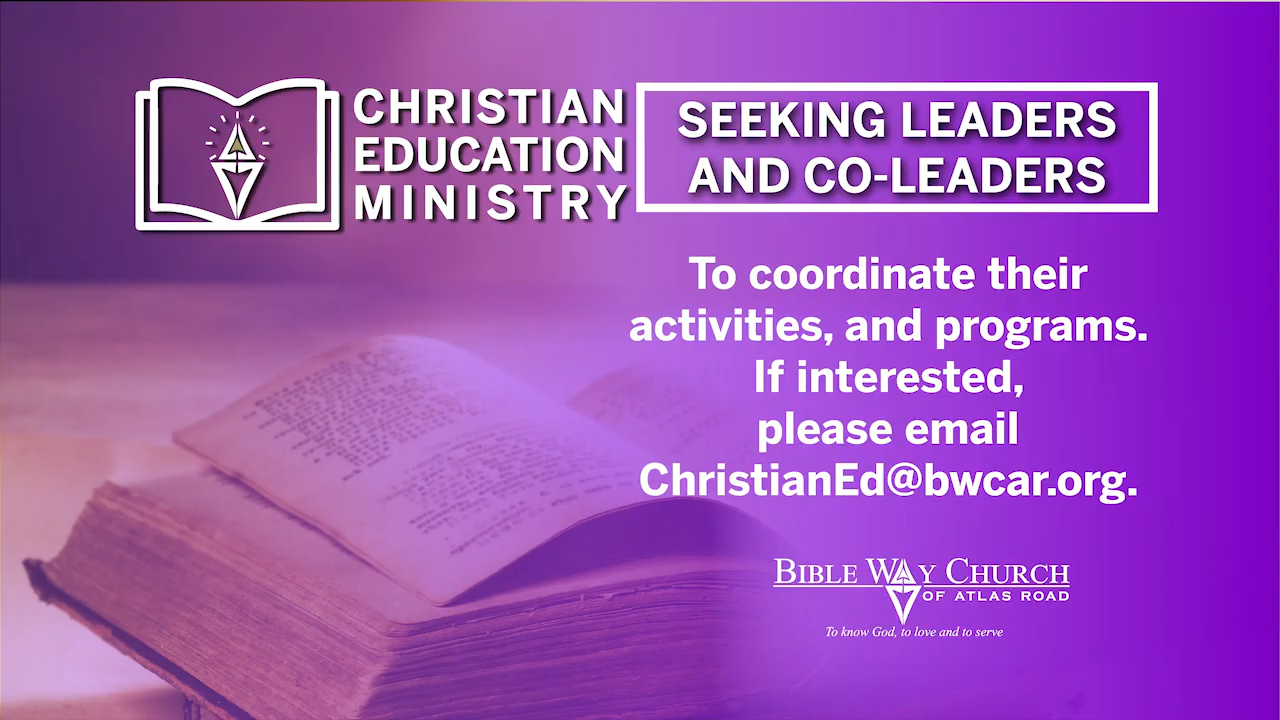 CHRISTIAN
EDUCATION
MINISTRY
SEEKING LEADERS
AND CO-LEADERS
To coordinate their
activities, and programs.
If interested,
please email
ChristianEd@bwcar.org.
BIBLE WAY CHURCH
OF ATLAS ROAD
To know God, to love and to serve